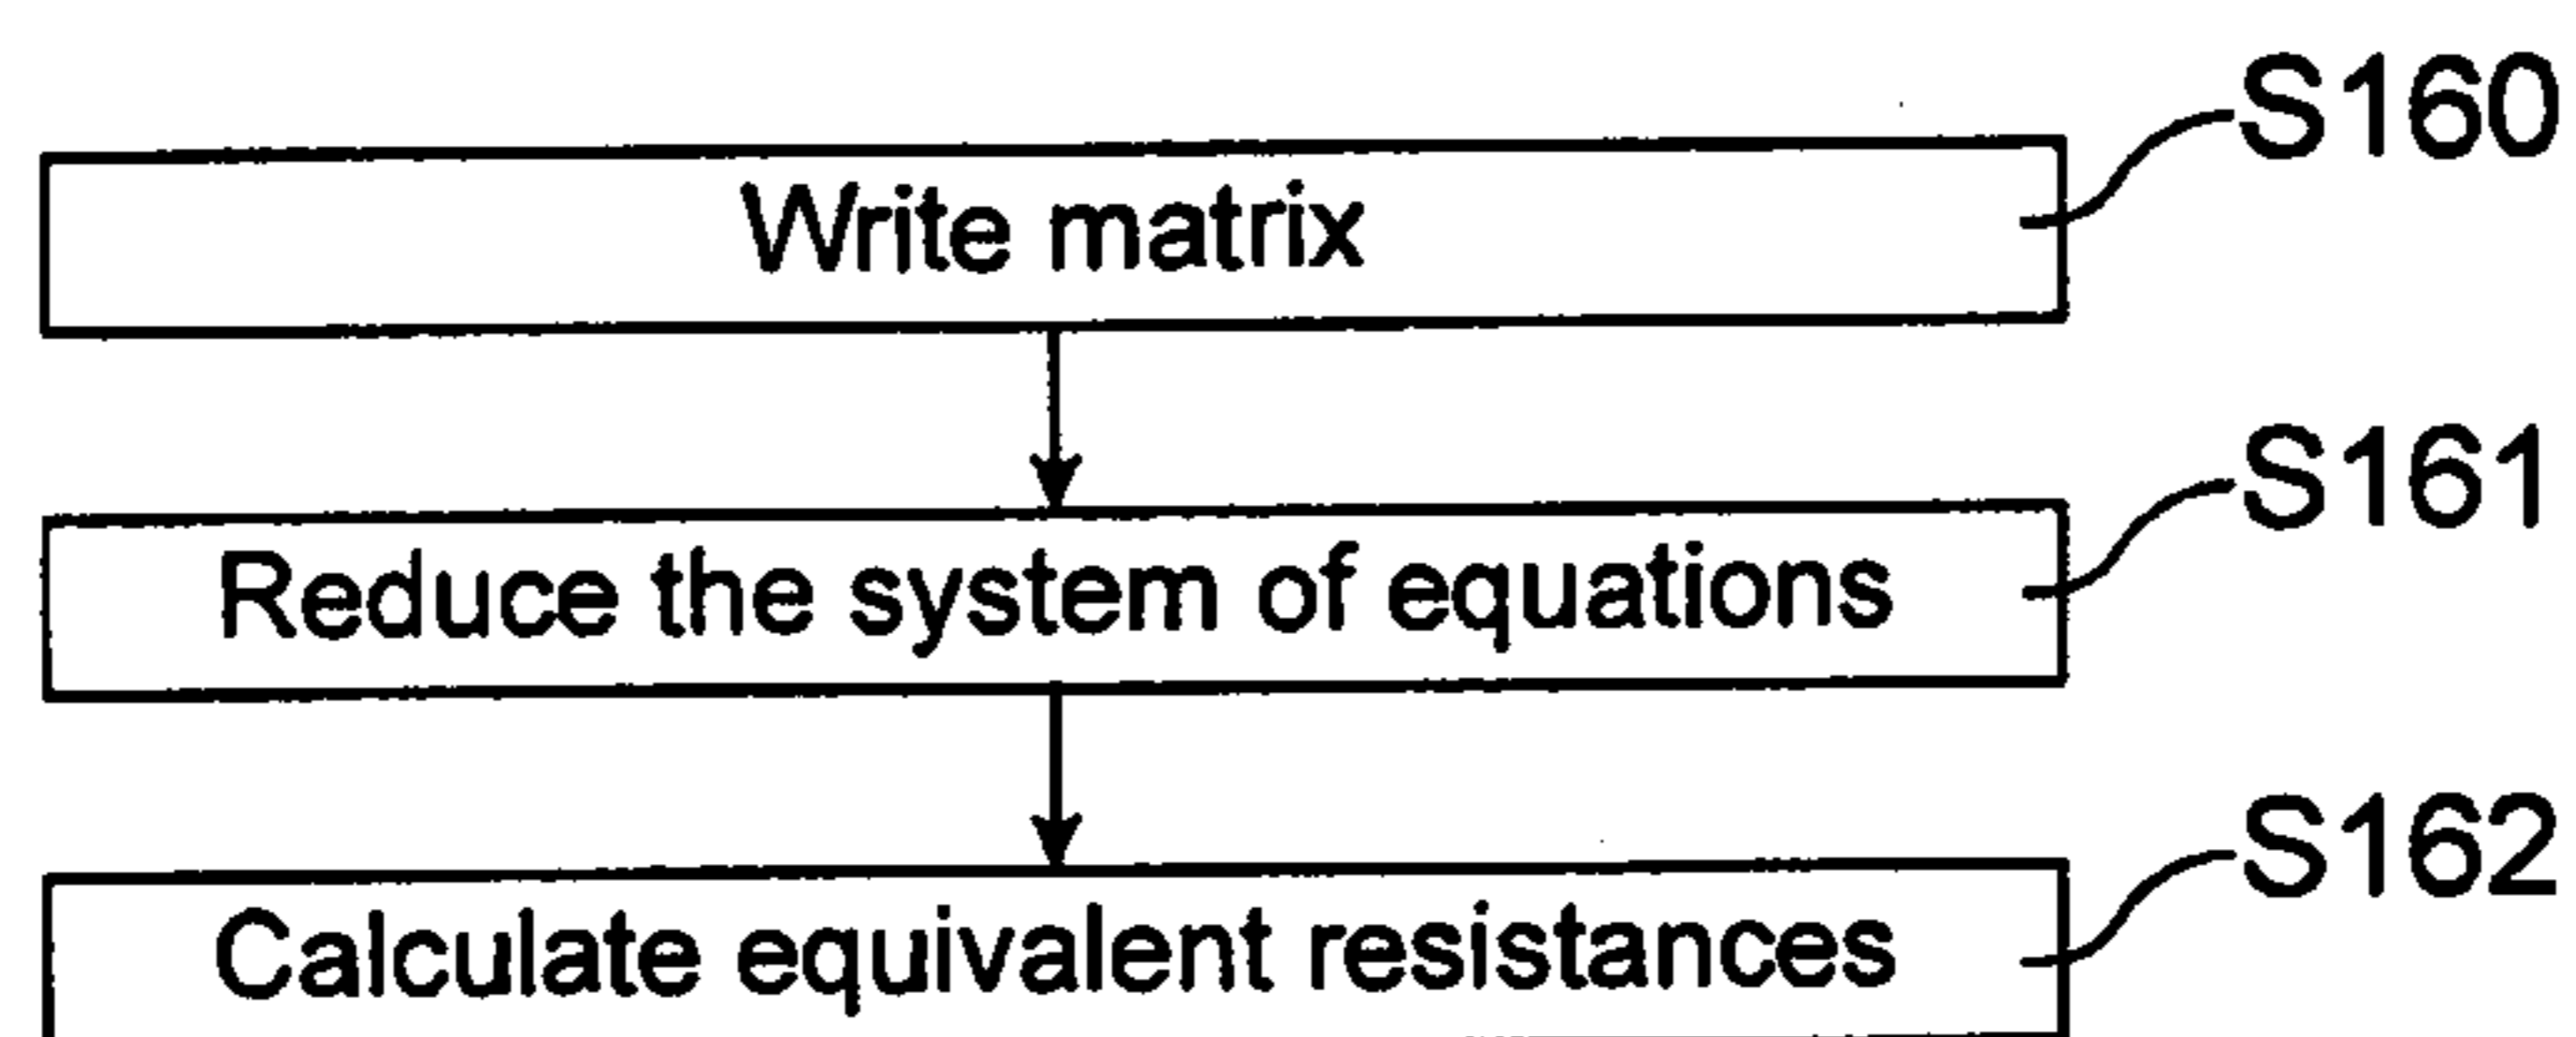 S160
Write matrix
S161
Reduce the system of equations
S162
Calculate equivalent resistances